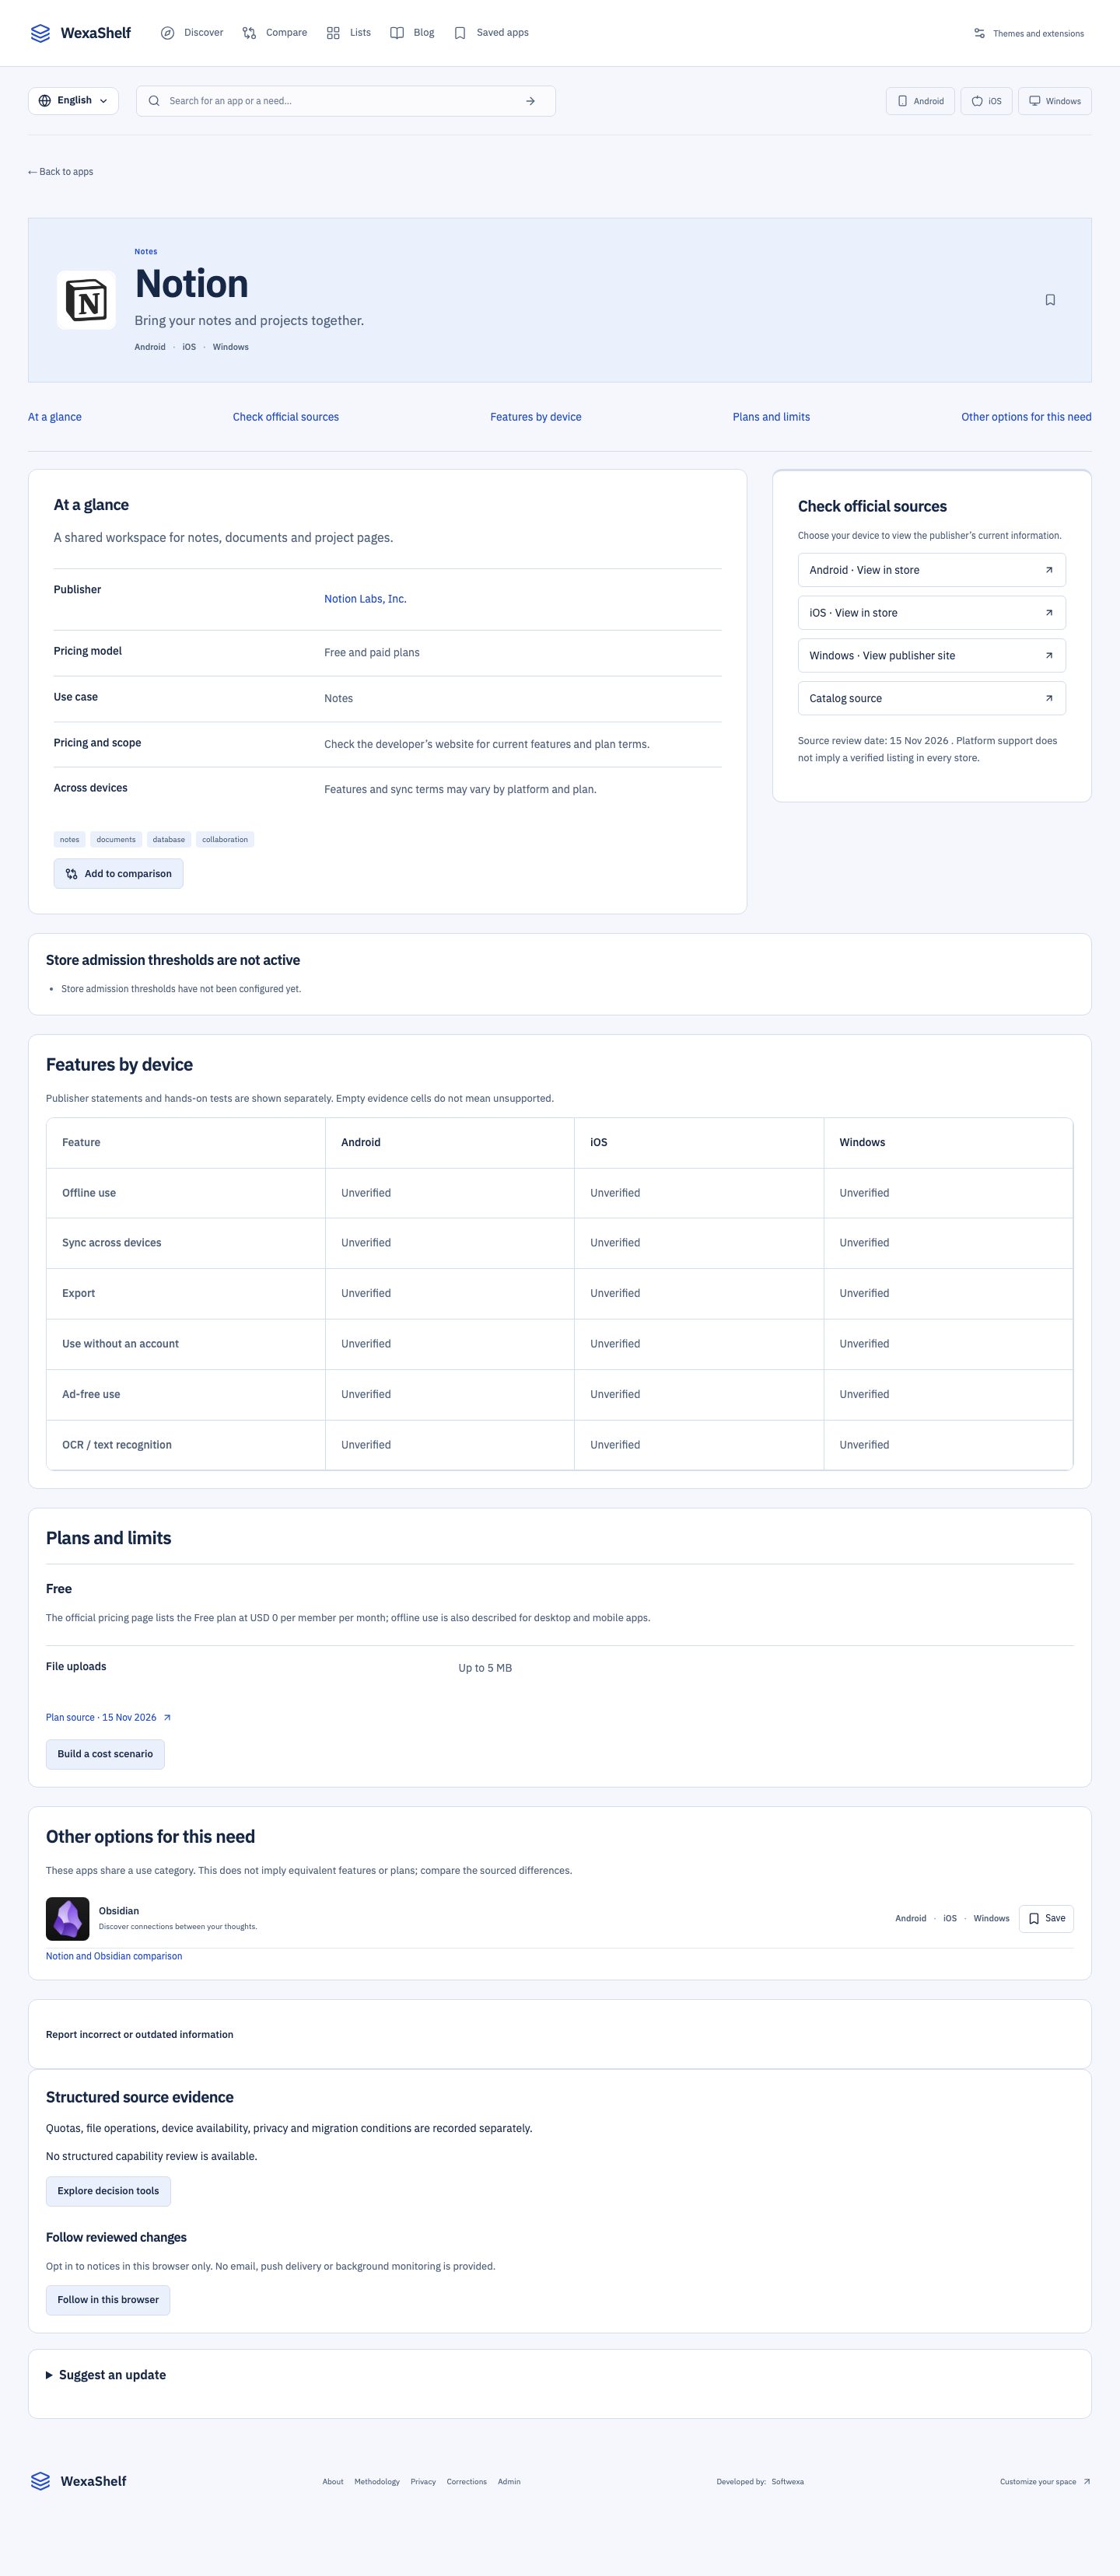 WexaShelf
Discover
Compare
Lists
Blog
Saved apps
Themes and extensions
English
Search for an app or a need...
Android
iOS
Windows
← Back to apps
Notes
N
Notion
Bring your notes and projects together.
Android · iOS · Windows
At a glance
Check official sources
Features by device
Plans and limits
Other options for this need
At a glance
A shared workspace for notes, documents and project pages.
Publisher
Notion Labs, Inc.
Pricing model
Free and paid plans
Use case
Notes
Pricing and scope
Check the developer's website for current features and plan terms.
Across devices
Features and sync terms may vary by platform and plan.
notes
documents
database
collaboration
Add to comparison
Check official sources
Choose your device to view the publisher's current information.
Android · View in store
iOS · View in store
Windows · View publisher site
Catalog source
Source review date: 15 Nov 2026 . Platform support does
not imply a verified listing in every store.
Store admission thresholds are not active
• Store admission thresholds have not been configured yet.
Features by device
Publisher statements and hands-on tests are shown separately. Empty evidence cells do not mean unsupported.
Feature Android iOS Windows
Offline use Unverified Unverified Unverified
Sync across devices Unverified Unverified Unverified
Export Unverified Unverified Unverified
Use without an account Unverified Unverified Unverified
Ad-free use Unverified Unverified Unverified
OCR / text recognition Unverified Unverified Unverified
Plans and limits
Free
The official pricing page lists the Free plan at USD 0 per member per month; offline use is also described for desktop and mobile apps.
File uploads
Up to 5 MB
Plan source · 15 Nov 2026
Build a cost scenario
Other options for this need
These apps share a use category. This does not imply equivalent features or plans; compare the sourced differences.
Obsidian
Discover connections between your thoughts.
Android · iOS · Windows
Save
Notion and Obsidian comparison
Report incorrect or outdated information
Structured source evidence
Quotas, file operations, device availability, privacy and migration conditions are recorded separately.
No structured capability review is available.
Explore decision tools
Follow reviewed changes
Opt in to notices in this browser only. No email, push delivery or background monitoring is provided.
Follow in this browser
Suggest an update
WexaShelf
About
Methodology
Privacy
Corrections
Admin
Developed by: Softwexa
Customize your space